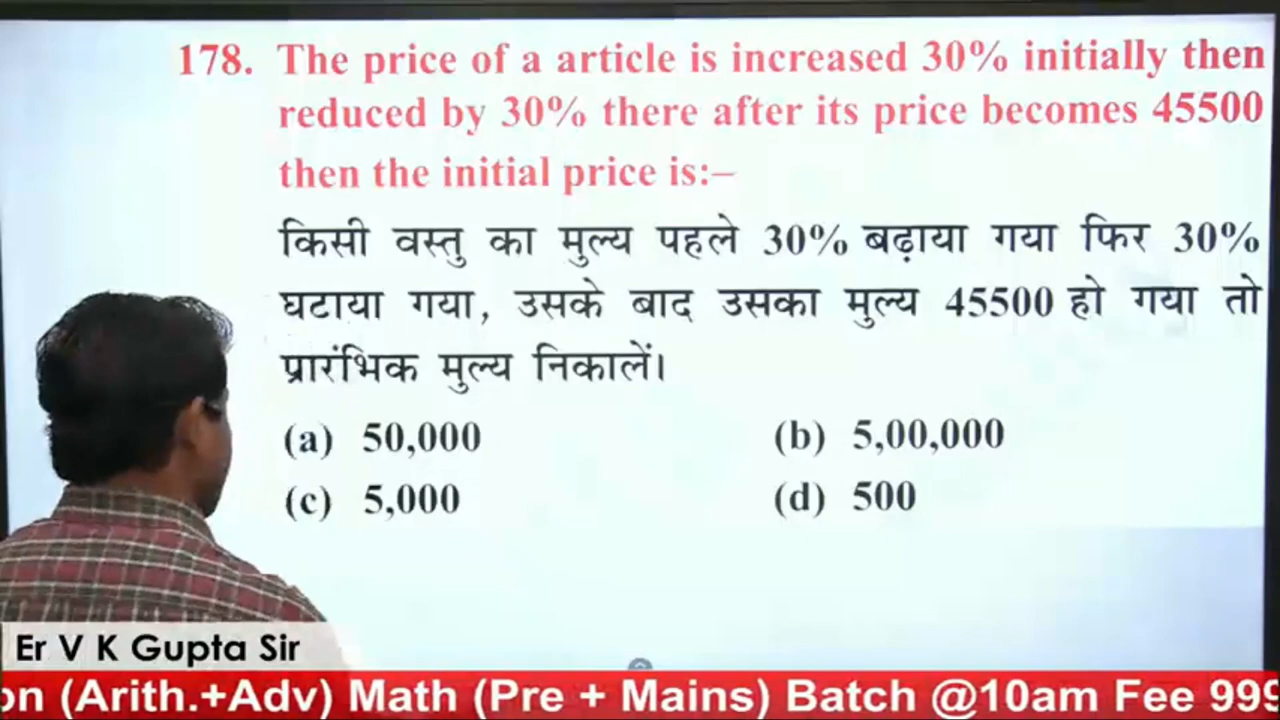 178. The price of a article is increased 30% initially then
reduced by 30% there after its price becomes 45500
then the initial price is:–
किसी वस्तु का मुल्य पहले 30% बढ़ाया गया फिर 30%
घटाया गया, उसके बाद उसका मुल्य 45500 हो गया तो
प्रारंभिक मुल्य निकालें।
(a) 50,000 (b) 5,00,000
(c) 5,000 (d) 500
Er V K Gupta Sir
on (Arith.+Adv) Math (Pre + Mains) Batch @10am Fee 999